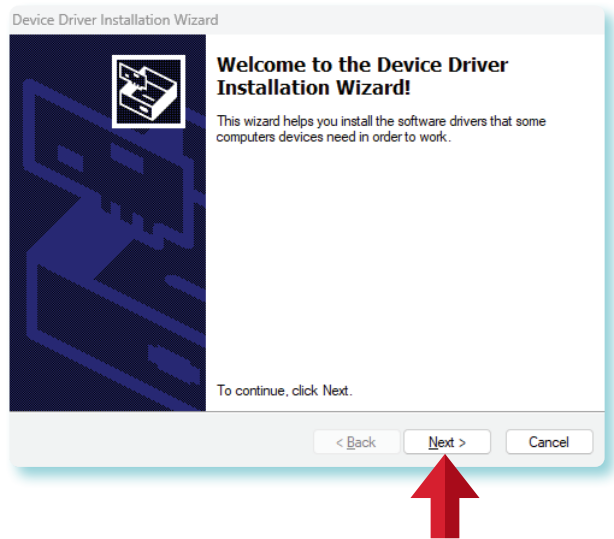 Device Driver Installation Wizard
Welcome to the Device Driver
Installation Wizard!
This wizard helps you install the software drivers that some
computers devices need in order to work.
To continue, click Next.
< Back
Next >
Cancel